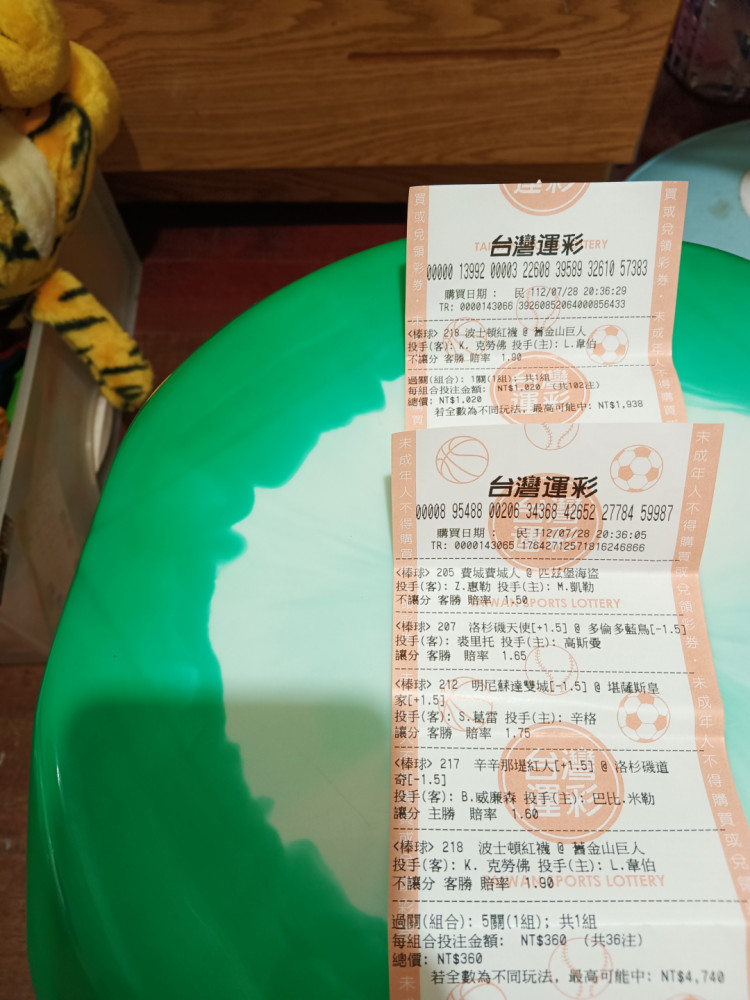 台灣運彩
00000 13992 00003 22608 39589 32610 57383
購買日期： 民 112/07/28 20:36:29
TR: 0000143066 39260852064000856433
<棒球> 218 波士頓紅襪 @ 舊金山巨人
投手(客): K. 克勞佛 投手(主): L.韋伯
不讓分 客勝 賠率 1.90
過關(組合): 1關(1組); 共1組
每組合投注金額: NT$1,020 (共102注)
總價: NT$1,020
若全數為不同玩法, 最高可能中: NT$1,938
台灣運彩
00008 95488 00206 34368 42652 27784 59987
購買日期： 民 112/07/28 20:36:05
TR: 0000143065 17642712571816246866
<棒球> 205 費城費城人 @ 匹茲堡海盜
投手(客): Z.惠勒 投手(主): M.凱勒
不讓分 客勝 賠率 1.50
<棒球> 207 洛杉磯天使[+1.5] @ 多倫多藍鳥[-1.5]
投手(客): 裘里托 投手(主): 高斯曼
讓分 客勝 賠率 1.65
<棒球> 212 明尼蘇達雙城[-1.5] @ 堪薩斯皇
家[+1.5]
投手(客): S.葛雷 投手(主): 辛格
讓分 客勝 賠率 1.75
<棒球> 217 辛辛那堤紅人[+1.5] @ 洛杉磯道
奇[-1.5]
投手(客): B.威廉森 投手(主): 巴比.米勒
讓分 主勝 賠率 1.60
<棒球> 218 波士頓紅襪 @ 舊金山巨人
投手(客): K. 克勞佛 投手(主): L.韋伯
不讓分 客勝 賠率 1.90
過關(組合): 5關(1組); 共1組
每組合投注金額: NT$360 (共36注)
總價: NT$360
若全數為不同玩法, 最高可能中: NT$4,740